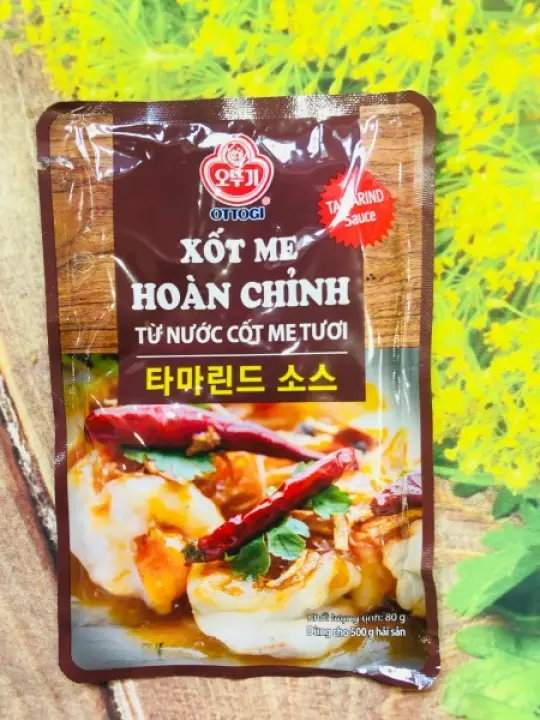 오뚜기
OTTOGI
TAMARIND
Sauce
XỐT ME
HOÀN CHỈNH
TỪ NƯỚC CỐT ME TƯƠI
타마린드 소스
Khối lượng tịnh: 80 g
Dùng cho 500 g hải sản